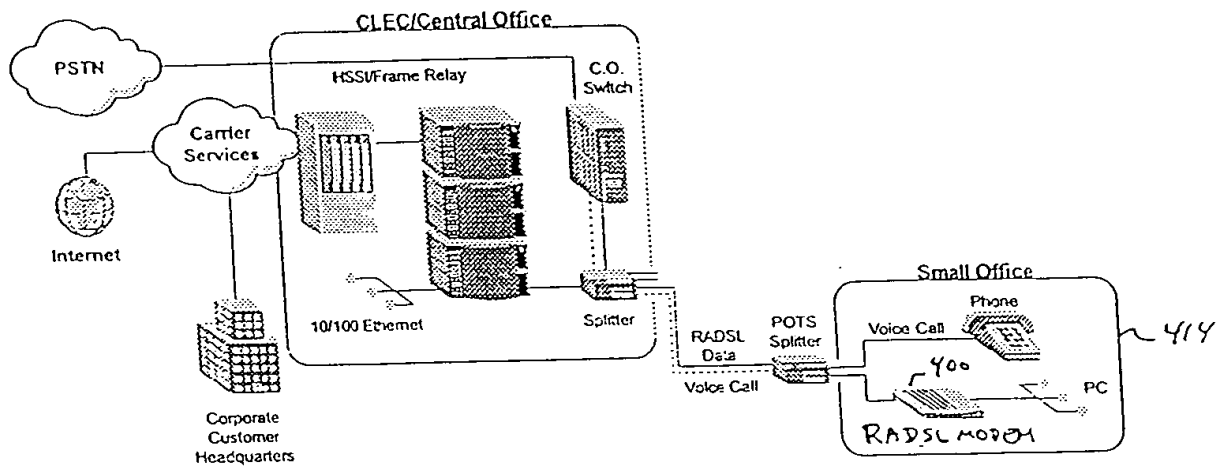 CLEC/Central Office
PSTN
HSSI/Frame Relay
C.O.
Switch
Carrier
Services
Internet
10/100 Ethernet
Splitter
Corporate
Customer
Headquarters
RADSL
Data
Voice Call
POTS
Splitter
Small Office
Phone
Voice Call
414
400
PC
RADSL MODEM